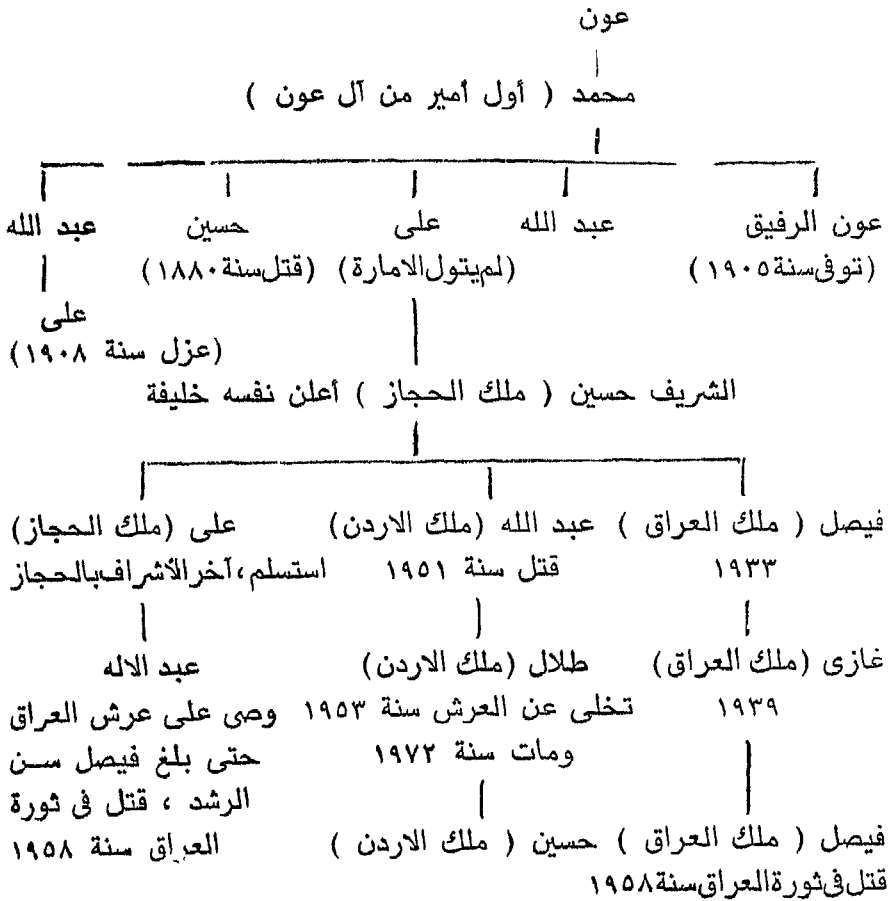 عون
محمد ( أول أمير من آل عون )
عون الرفيق عبد الله على حسين عبد الله
(توفى سنة ١٩٠٥) (لم يتول الامارة) (قتل سنة ١٨٨٠)
على
(عزل سنة ١٩٠٨)
الشريف حسين ( ملك الحجاز ) أعلن نفسه خليفة
فيصل ( ملك العراق ) عبد الله (ملك الاردن) على (ملك الحجاز)
١٩٣٣ قتل سنة ١٩٥١ استسلم ، آخر الأشراف بالحجاز
غازى (ملك العراق) طلال (ملك الاردن) عبد الاله
١٩٣٩ تخلى عن العرش سنة ١٩٥٣ وصى على عرش العراق
ومات سنة ١٩٧٢ حتى بلغ فيصل سن
الرشد ، قتل فى ثورة
فيصل ( ملك العراق ) حسين ( ملك الاردن ) العراق سنة ١٩٥٨
قتل فى ثورة العراق سنة ١٩٥٨